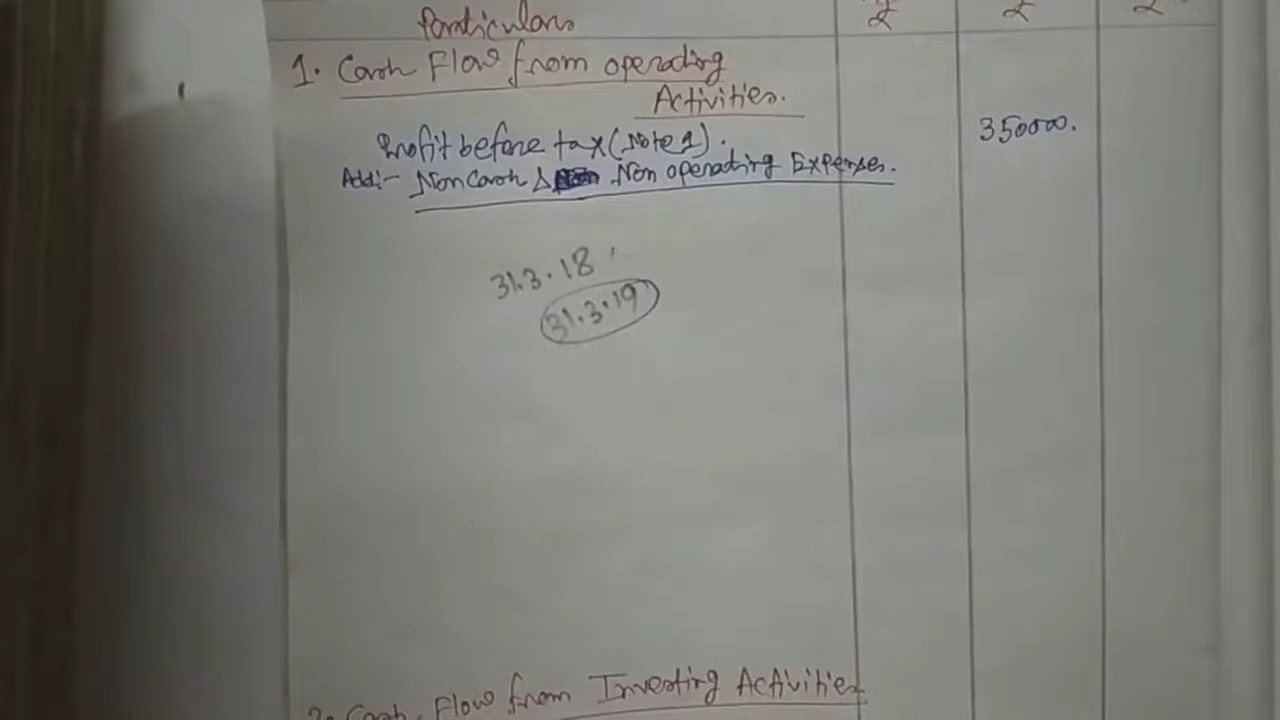 Particulars ₹ ₹ ₹
1. Cash Flow from operating
Activities.
Profit before tax (Note 1). 350000.
Add:- Non Cash & Non operating Expenses.
31.3.18
31.3.19
2. Cash Flow from Investing Activities